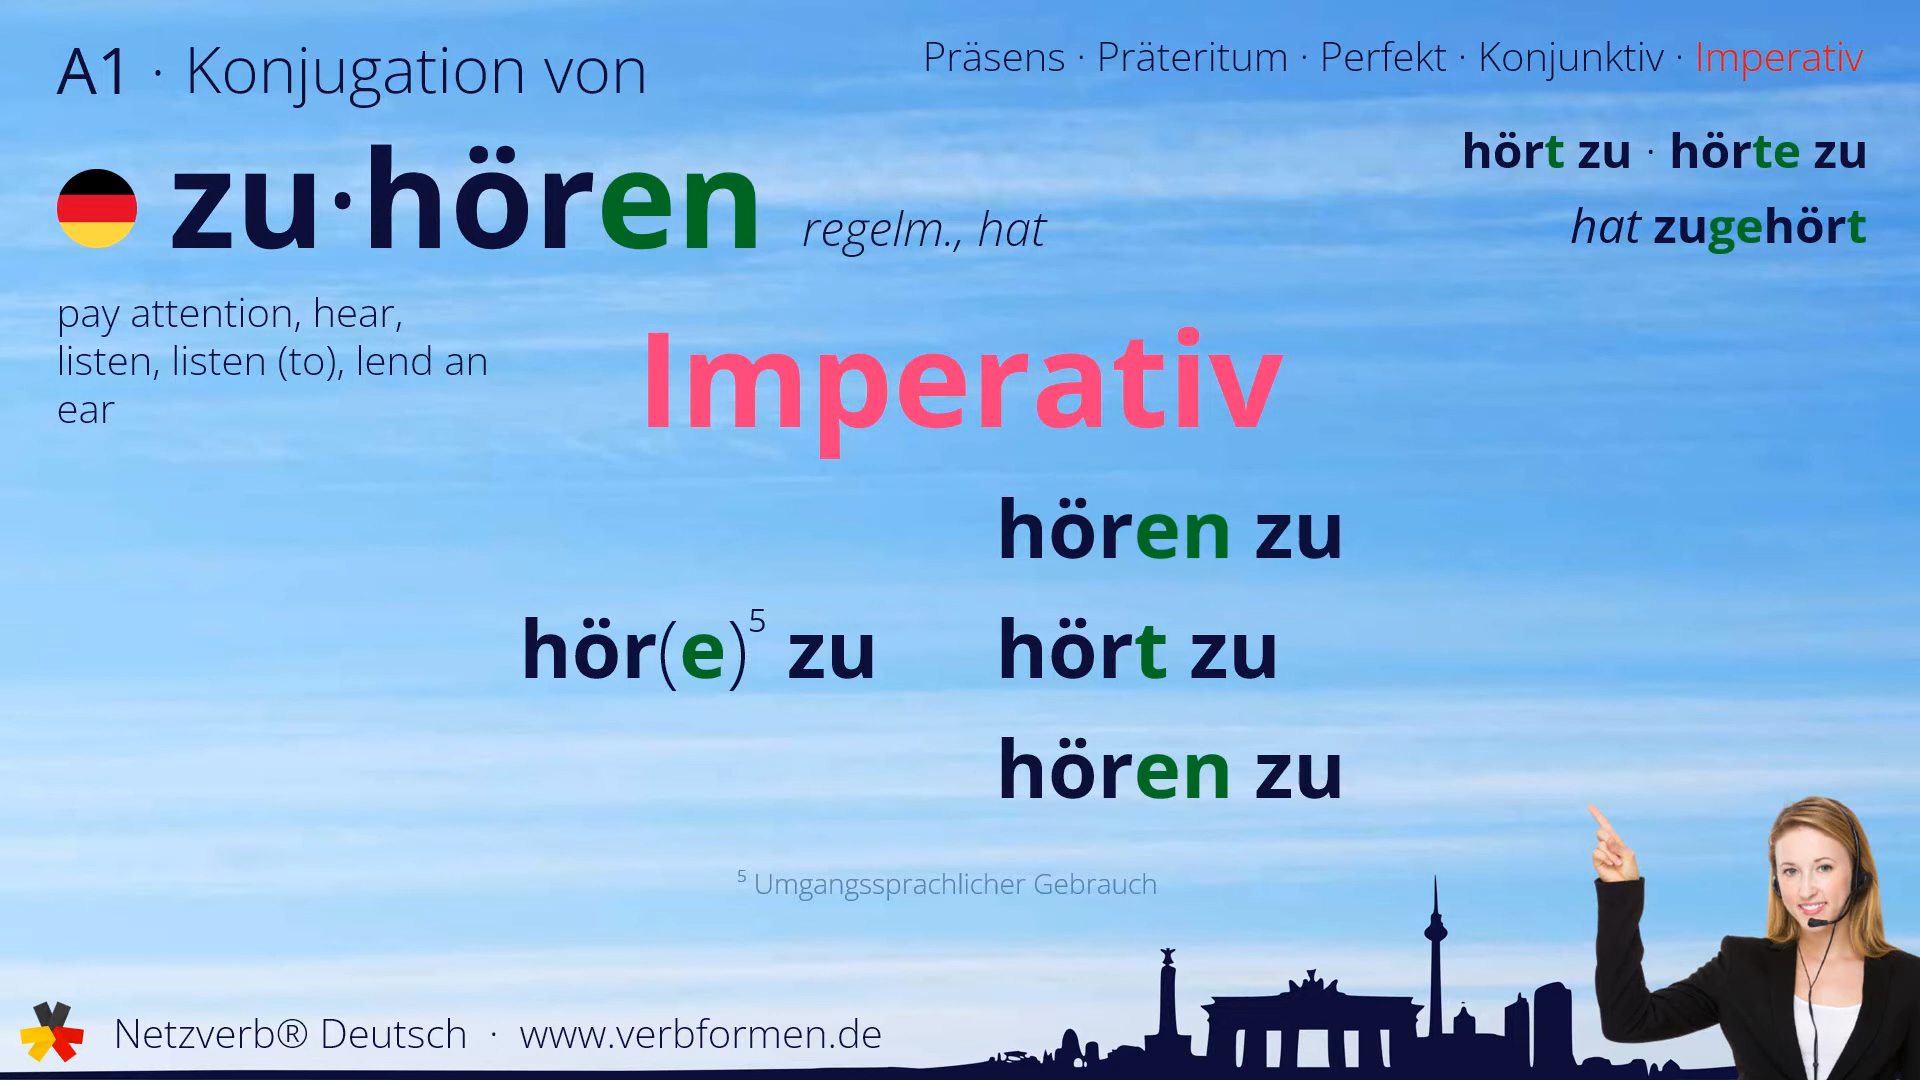 A1 · Konjugation von
Präsens · Präteritum · Perfekt · Konjunktiv · Imperativ
zu·hören regelm., hat
hört zu · hörte zu
hat zugehört
pay attention, hear,
listen, listen (to), lend an
ear
Imperativ
hören zu
hör(e)⁵ zu hört zu
hören zu
⁵ Umgangssprachlicher Gebrauch
Netzverb® Deutsch · www.verbformen.de